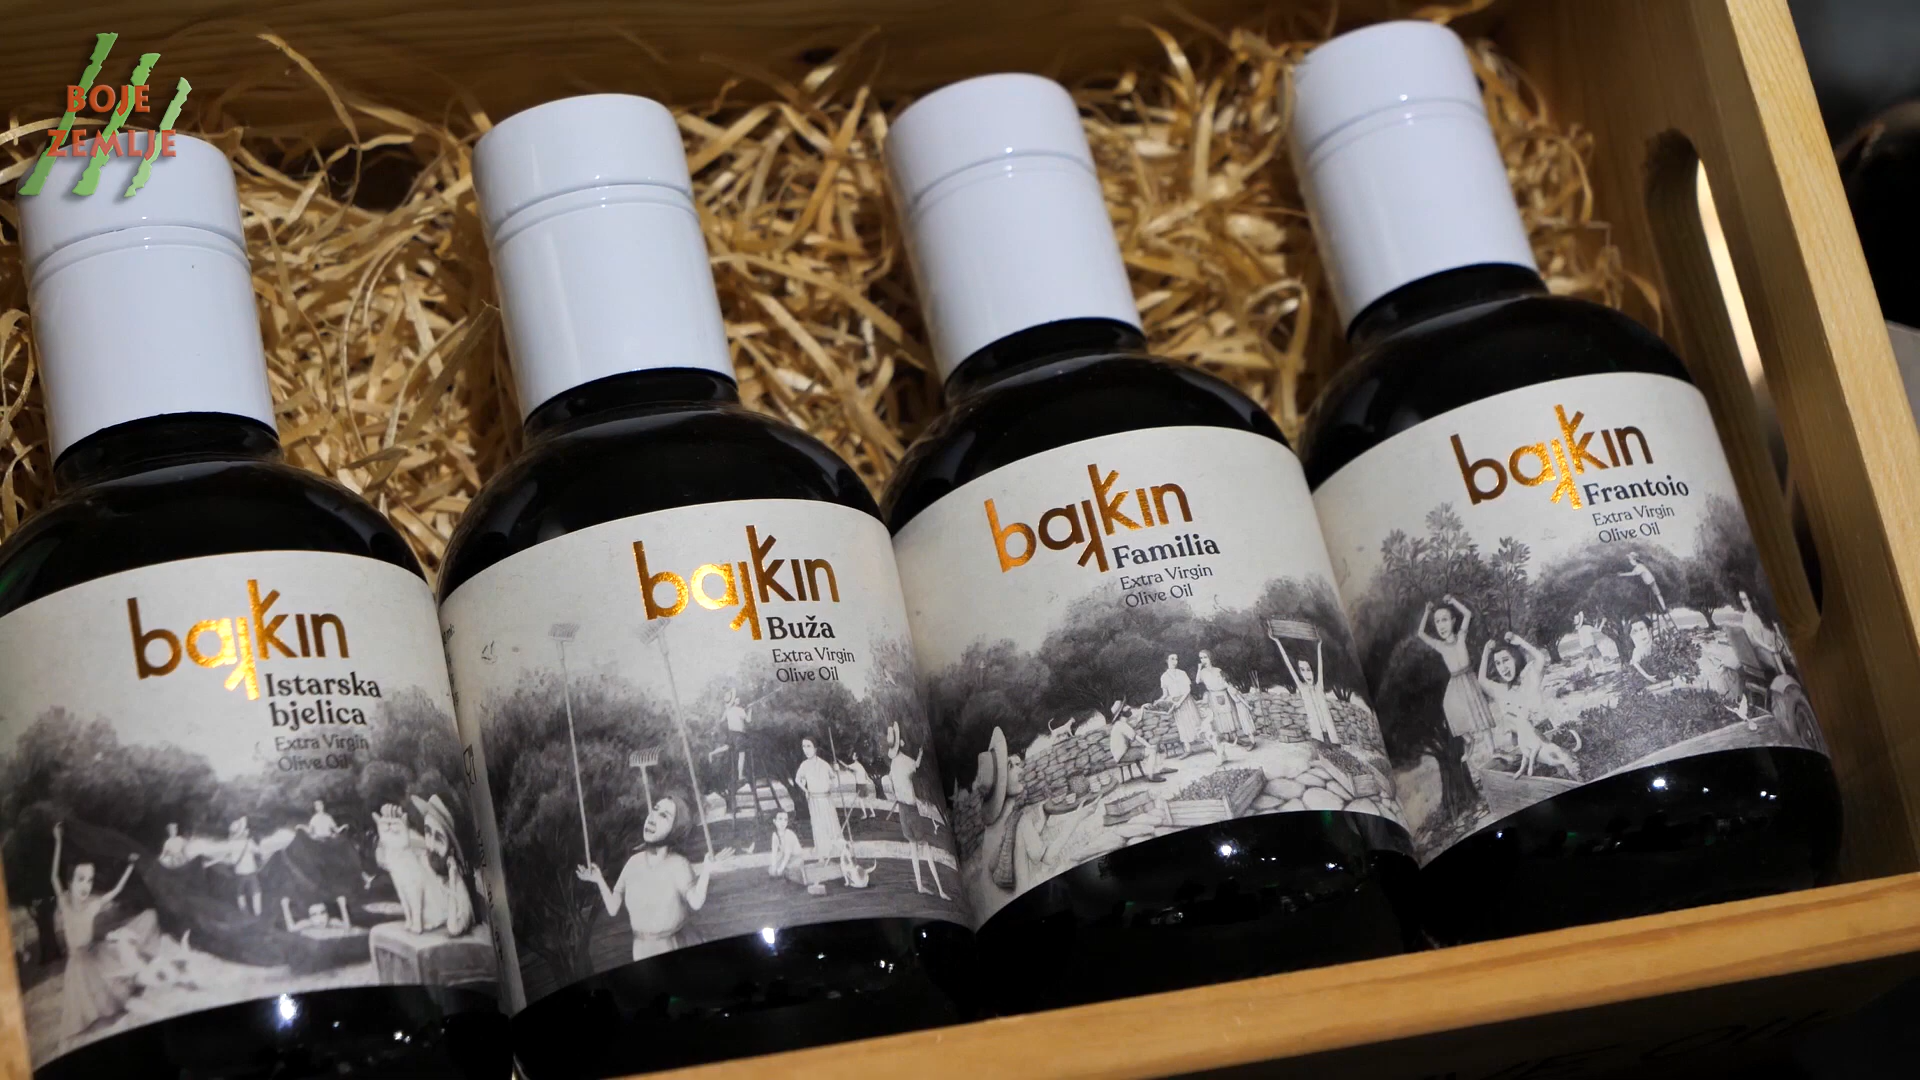 BOJE
ZEMLJE
bajkin
Istarska
bjelica
Extra Virgin
Olive Oil
bajkin
Buža
Extra Virgin
Olive Oil
bajkin
Familia
Extra Virgin
Olive Oil
bajkin
Frantoio
Extra Virgin
Olive Oil